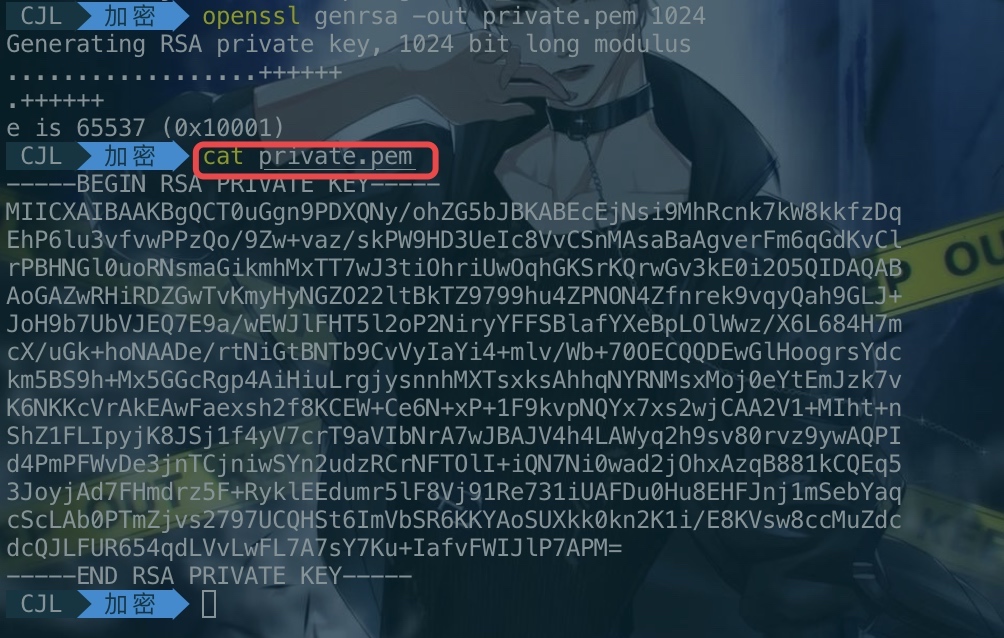 CJL 加密 openssl genrsa -out private.pem 1024
Generating RSA private key, 1024 bit long modulus
..................++++++
.++++++
e is 65537 (0x10001)
CJL 加密 cat private.pem
-----BEGIN RSA PRIVATE KEY-----
MIICXAIBAAKBgQCT0uGgn9PDXQNy/ohZG5bJBKABEcEjNsi9MhRcnk7kW8kkfzDq
EhP6lu3vfvwPPzQo/9Zw+vaz/skPW9HD3UeIc8VvCSnMAsaBaAgverFm6qGdKvCl
rPBHNGl0uoRNsmaGikmhMxTT7wJ3tiOhriUwOqhGKSrKQrwGv3kE0i2O5QIDAQAB
AoGAZwRHiRDZGwTvKmyHyNGZO22ltBkTZ9799hu4ZPNON4Zfnrek9vqyQah9GLJ+
JoH9b7UbVJEQ7E9a/wEWJlFHT5l2oP2NiryYFFSBlafYXeBpLOlWwz/X6L684H7m
cX/uGk+hoNAADe/rtNiGtBNTb9CvVyIaYi4+mlv/Wb+70OECQQDEwGlHoogrsYdc
km5BS9h+Mx5GGcRgp4AiHiuLrgjysnnhMXTsxksAhhqNYRNMsxMoj0eYtEmJzk7v
K6NKKcVrAkEAwFaexsh2f8KCEW+Ce6N+xP+1F9kvpNQYx7xs2wjCAA2V1+MIht+n
ShZ1FLIpyjK8JSj1f4yV7crT9aVIbNrA7wJBAJV4h4LAWyq2h9sv80rvz9ywAQPI
d4PmPFWvDe3jnTCjniwSYn2udzRCrNFTOlI+iQN7Ni0wad2jOhxAzqB881kCQEq5
3JoyjAd7FHmdrz5F+RyklEEdumr5lF8Vj91Re731iUAFDu0Hu8EHFJnj1mSebYaq
cScLAb0PTmZjvs2797UCQHSt6ImVbSR6KKYAoSUXkk0kn2K1i/E8KVsw8ccMuZdc
dcQJLFUR654qdLVvLwFL7A7sY7Ku+IafvFWIJlP7APM=
-----END RSA PRIVATE KEY-----
CJL 加密